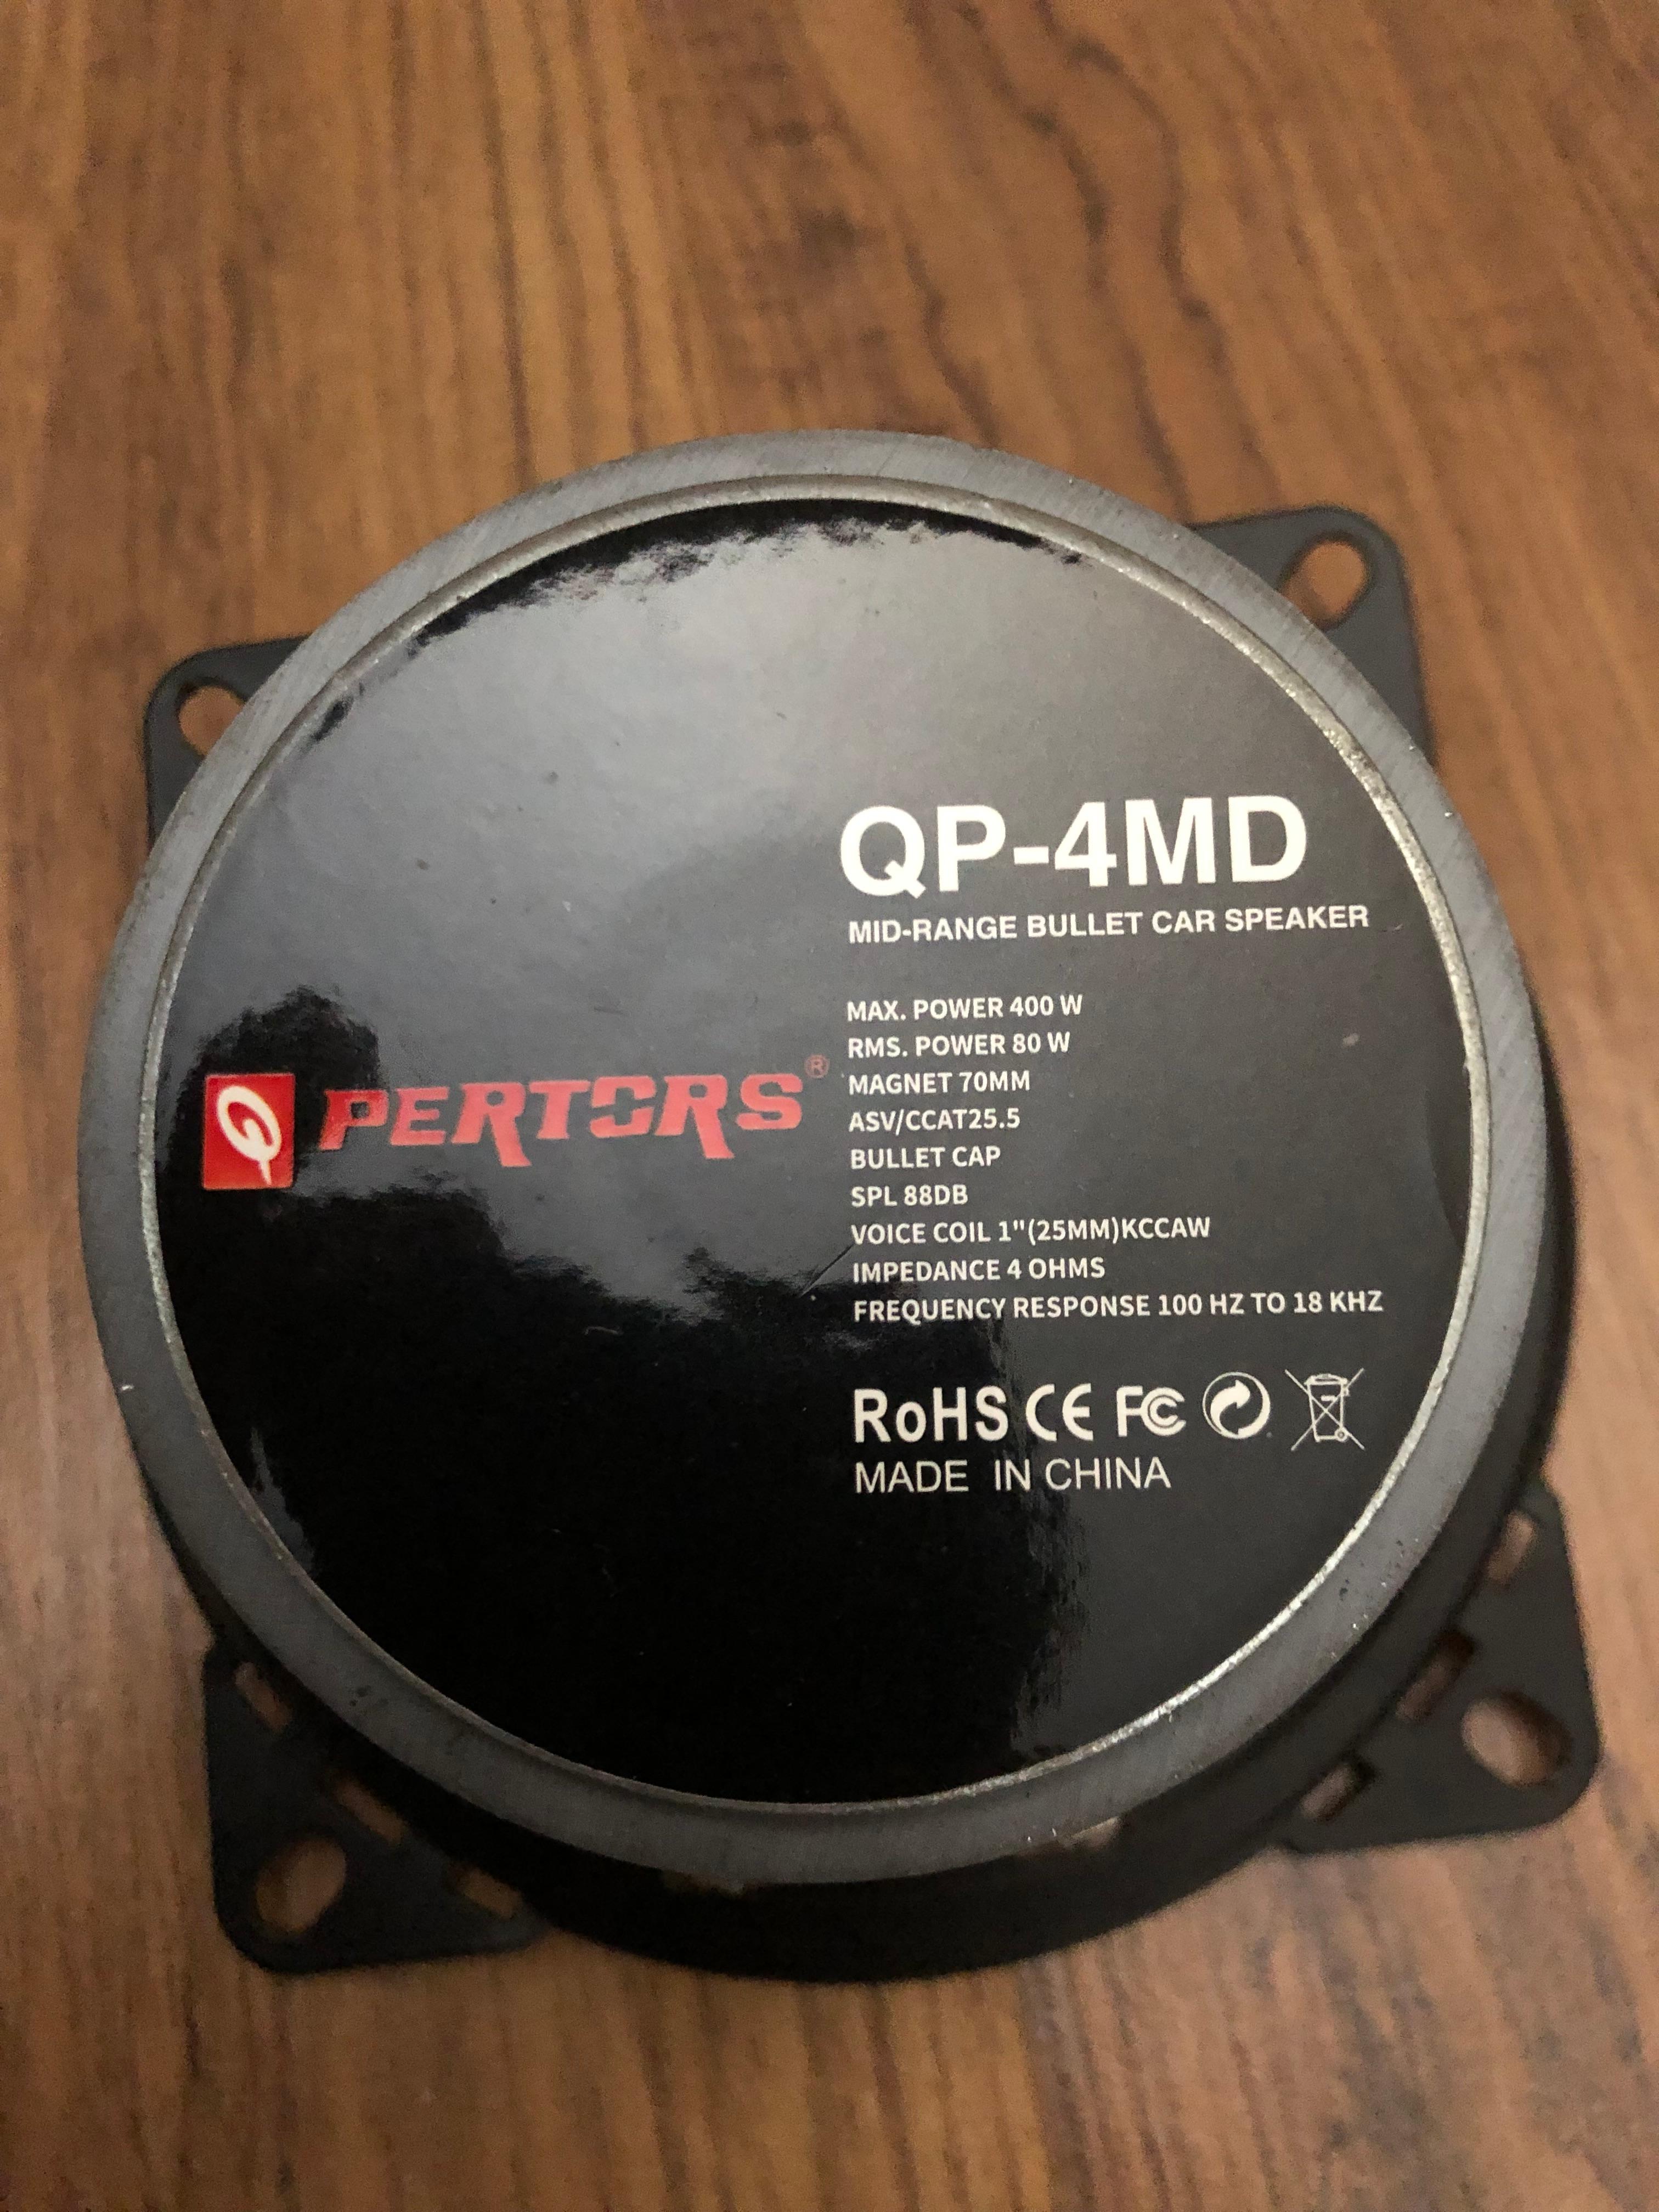 QP-4MD
MID-RANGE BULLET CAR SPEAKER
Q PERTORS®
MAX. POWER 400 W
RMS. POWER 80 W
MAGNET 70MM
ASV/CCAT25.5
BULLET CAP
SPL 88DB
VOICE COIL 1"(25MM)KCCAW
IMPEDANCE 4 OHMS
FREQUENCY RESPONSE 100 HZ TO 18 KHZ
RoHS CE FC
MADE IN CHINA